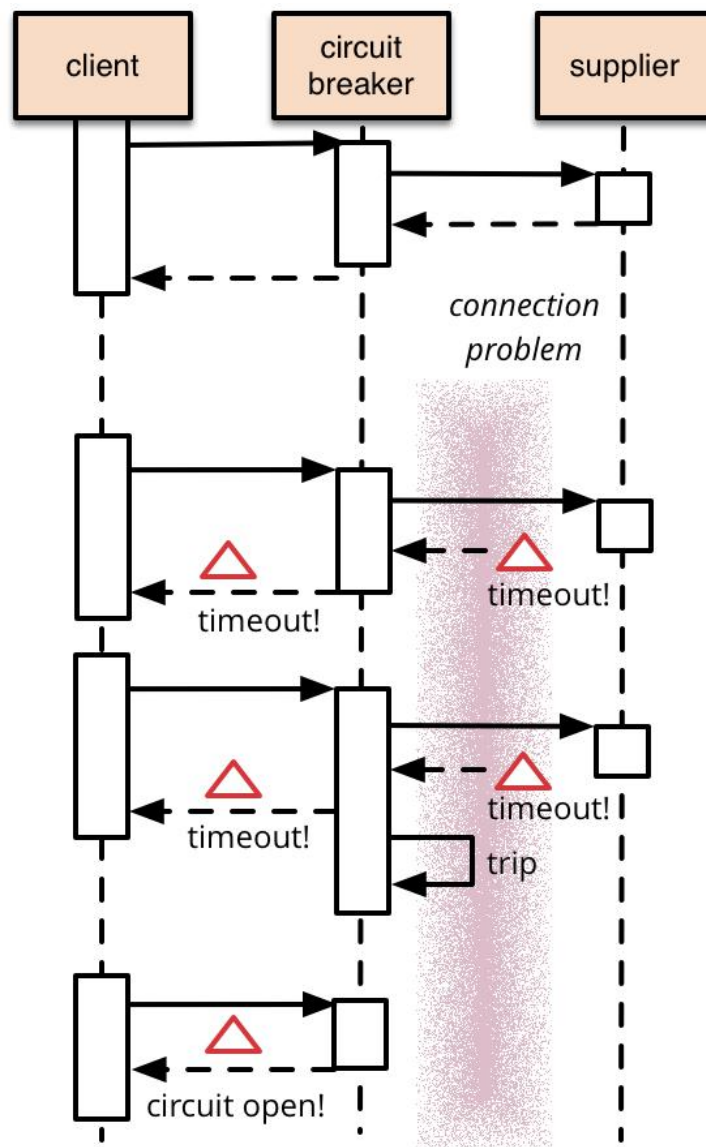 client
circuit
breaker
supplier
connection
problem
timeout!
timeout!
timeout!
timeout!
trip
circuit open!